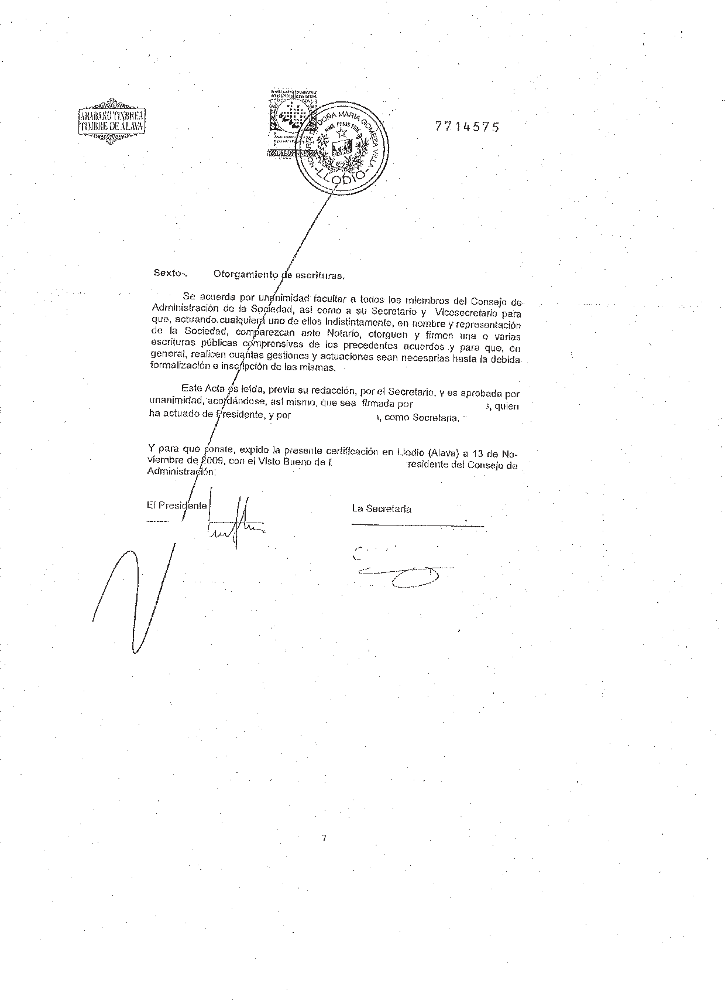 ARABAKO TINBREA
TIMBRE DE ÁLAVA
NOTARIA DE DOÑA MARIA GOMEZA VILLA
LLODIO
7714575
Sexto-. Otorgamiento de escrituras.
Se acuerda por unanimidad facultar a todos los miembros del Consejo de
Administración de la Sociedad, así como a su Secretario y Vicesecretario para
que, actuando cualquiera uno de ellos indistintamente, en nombre y representación
de la Sociedad, comparezcan ante Notario, otorguen y firmen una o varias
escrituras públicas comprensivas de los precedentes acuerdos y para que, en
general, realicen cuantas gestiones y actuaciones sean necesarias hasta la debida
formalización e inscripción de las mismas.
Este Acta es leída, previa su redacción, por el Secretario, y es aprobada por
unanimidad, acordándose, así mismo, que sea firmada por s, quien
ha actuado de Presidente, y por , como Secretaria.
Y para que conste, expido la presente certificación en Llodio (Alava) a 13 de No-
viembre de 2009, con el Visto Bueno de residente del Consejo de
Administración:
El Presidente La Secretaria
7